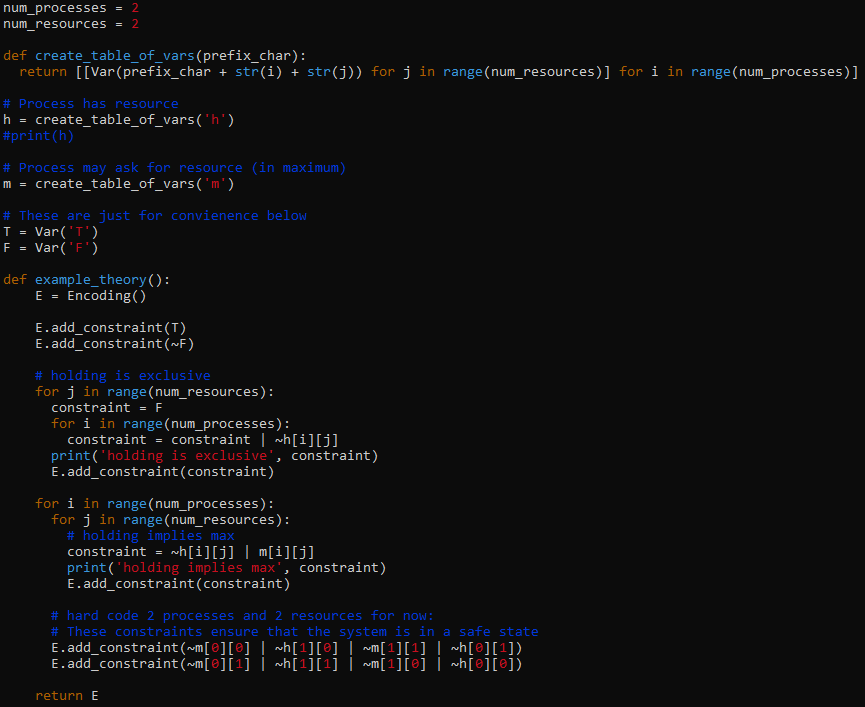 num_processes = 2
num_resources = 2

def create_table_of_vars(prefix_char):
  return [[Var(prefix_char + str(i) + str(j)) for j in range(num_resources)] for i in range(num_processes)]

# Process has resource
h = create_table_of_vars('h')
#print(h)

# Process may ask for resource (in maximum)
m = create_table_of_vars('m')

# These are just for convienence below
T = Var('T')
F = Var('F')

def example_theory():
    E = Encoding()

    E.add_constraint(T)
    E.add_constraint(~F)

    # holding is exclusive
    for j in range(num_resources):
      constraint = F
      for i in range(num_processes):
        constraint = constraint | ~h[i][j]
      print('holding is exclusive', constraint)
      E.add_constraint(constraint)

    for i in range(num_processes):
      for j in range(num_resources):
        # holding implies max
        constraint = ~h[i][j] | m[i][j]
        print('holding implies max', constraint)
        E.add_constraint(constraint)

      # hard code 2 processes and 2 resources for now:
      # These constraints ensure that the system is in a safe state
      E.add_constraint(~m[0][0] | ~h[1][0] | ~m[1][1] | ~h[0][1])
      E.add_constraint(~m[0][1] | ~h[1][1] | ~m[1][0] | ~h[0][0])

    return E